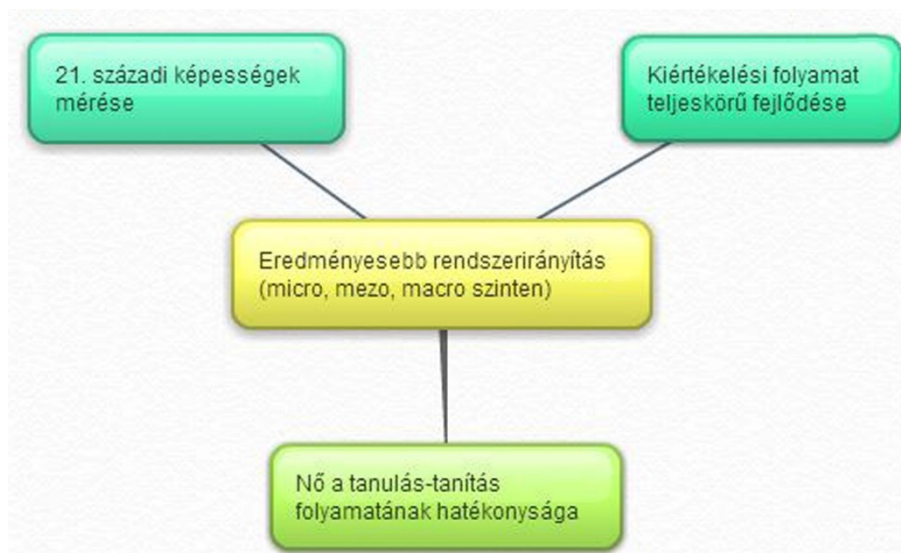 21. századi képességek
mérése
Kiértékelési folyamat
teljeskörű fejlődése
Eredményesebb rendszerirányítás
(micro, mezo, macro szinten)
Nő a tanulás-tanítás
folyamatának hatékonysága